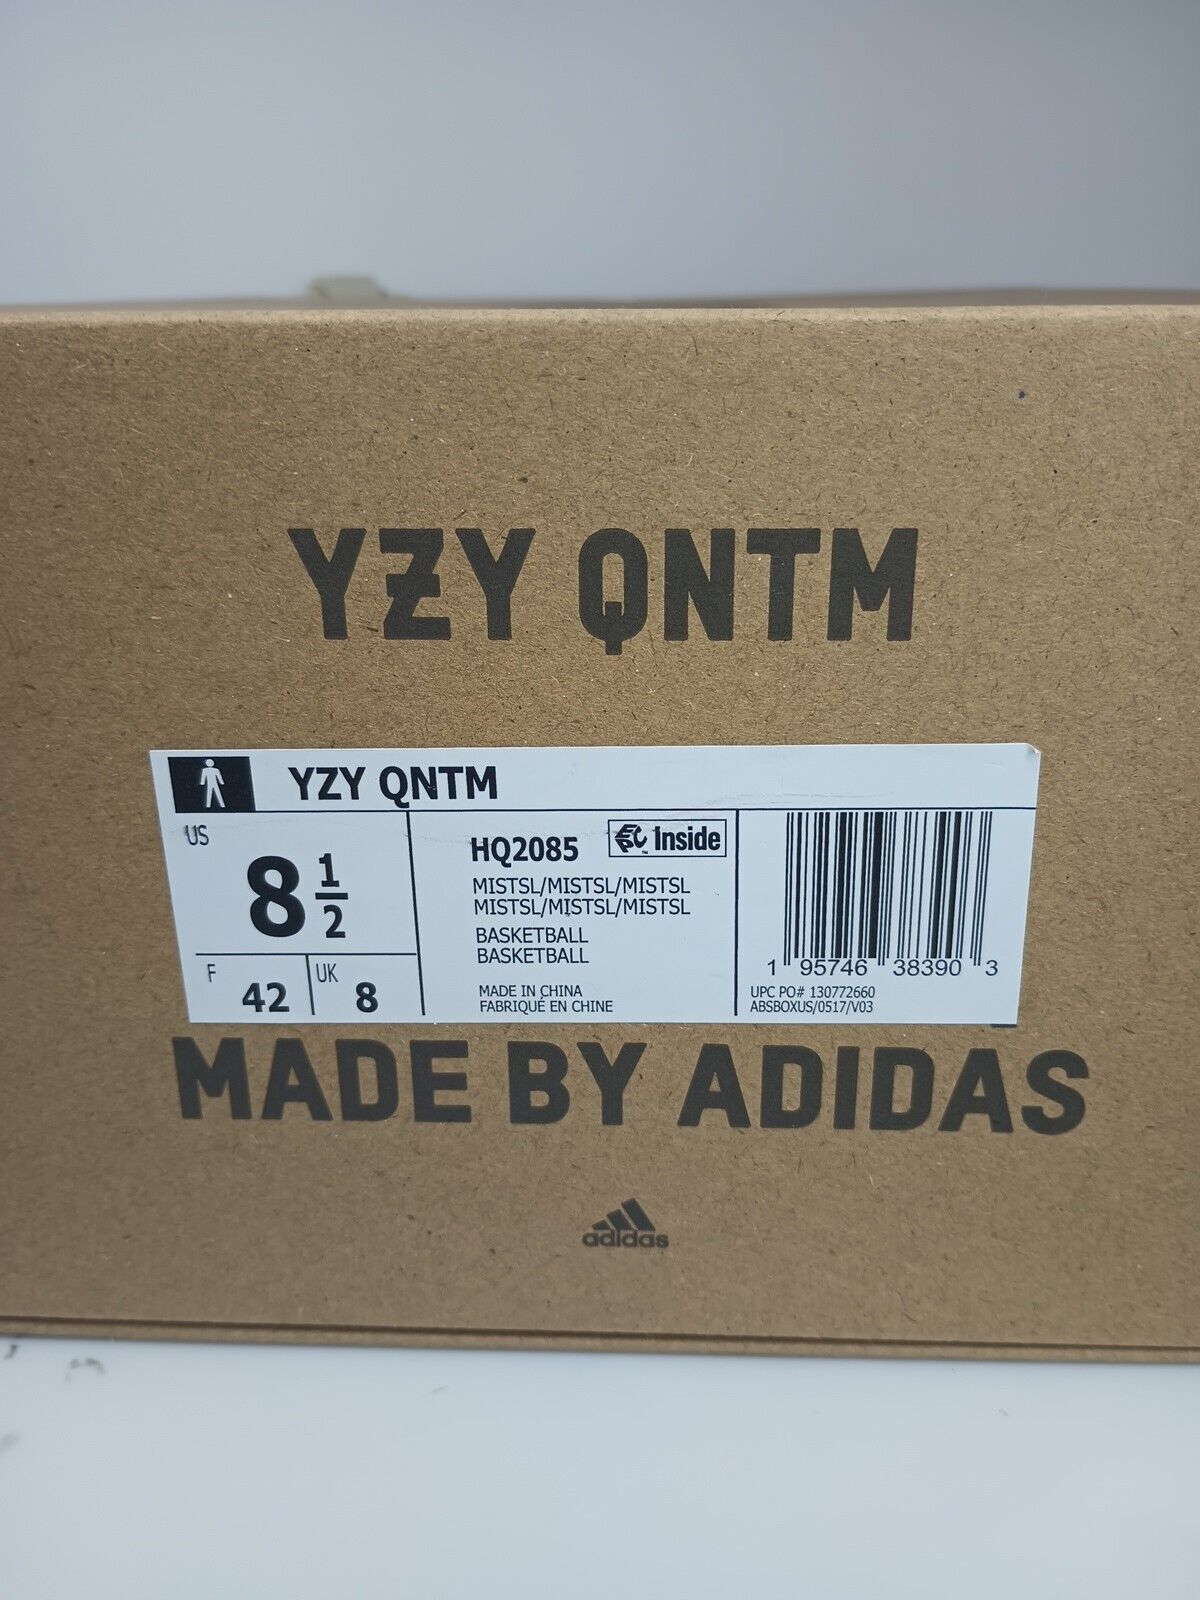 YZY QNTM
YZY QNTM
US
8 1/2
F 42
UK 8
HQ2085
EPC Inside
™
MISTSL/MISTSL/MISTSL
MISTSL/MISTSL/MISTSL
BASKETBALL
BASKETBALL
MADE IN CHINA
FABRIQUÉ EN CHINE
1 95746 38390 3
UPC PO# 130772660
ABSBOXUS/0517/V03
MADE BY ADIDAS
adidas